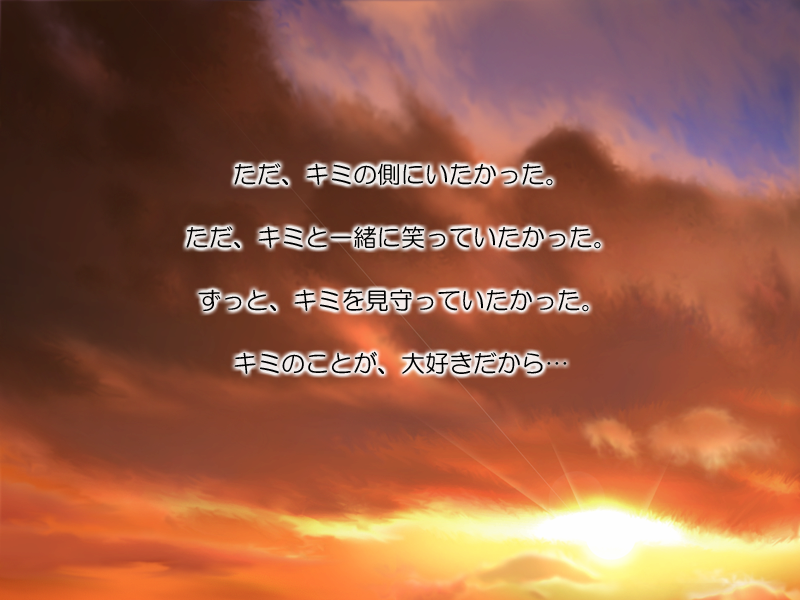 ただ、キミの側にいたかった。
ただ、キミと一緒に笑っていたかった。
ずっと、キミを見守っていたかった。
キミのことが、大好きだから…